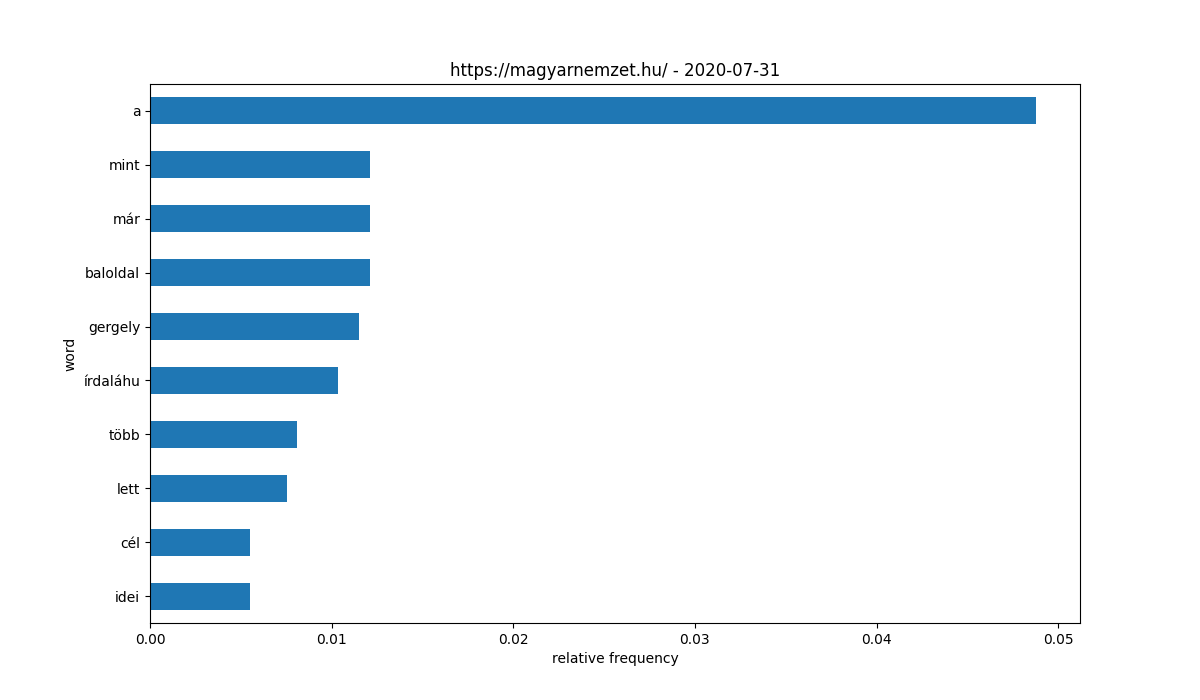 https://magyarnemzet.hu/ - 2020-07-31
a
mint
már
baloldal
gergely
írdaláhu
több
lett
cél
idei
word
0.00 0.01 0.02 0.03 0.04 0.05
relative frequency